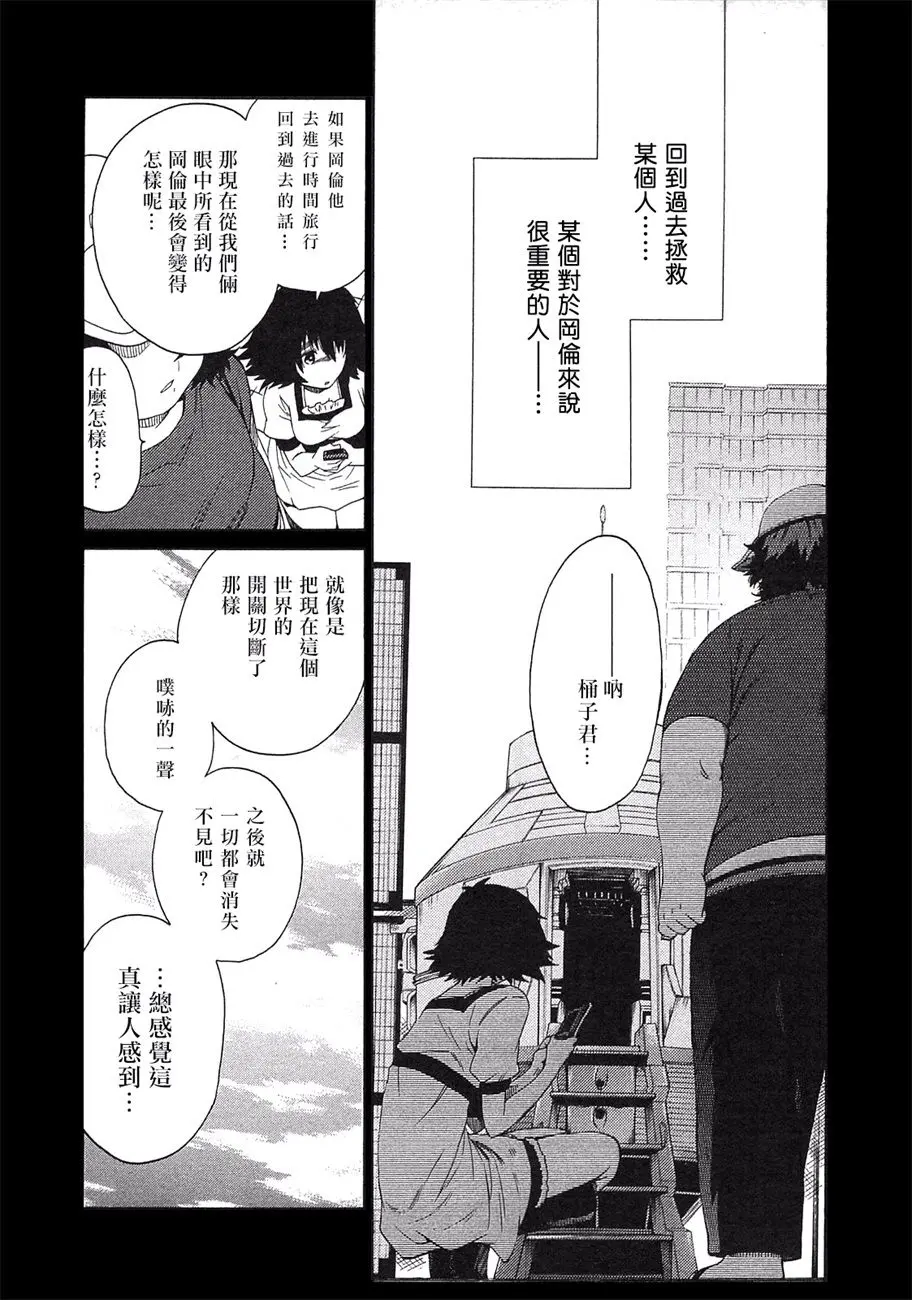 回到過去拯救
某個人……
某個對於岡倫來說
很重要的人——…
——吶
桶子君…
如果岡倫他
去進行時間旅行
回到過去的話…
那現在從我們倆
眼中所看到的
岡倫最後會變得
怎樣呢…
什麼怎樣…?
就像是
把現在這個
世界的
開關切斷了
那樣
噗哧的一聲
之後就
一切都會消失
不見吧?
…總感覺這
真讓人感到…